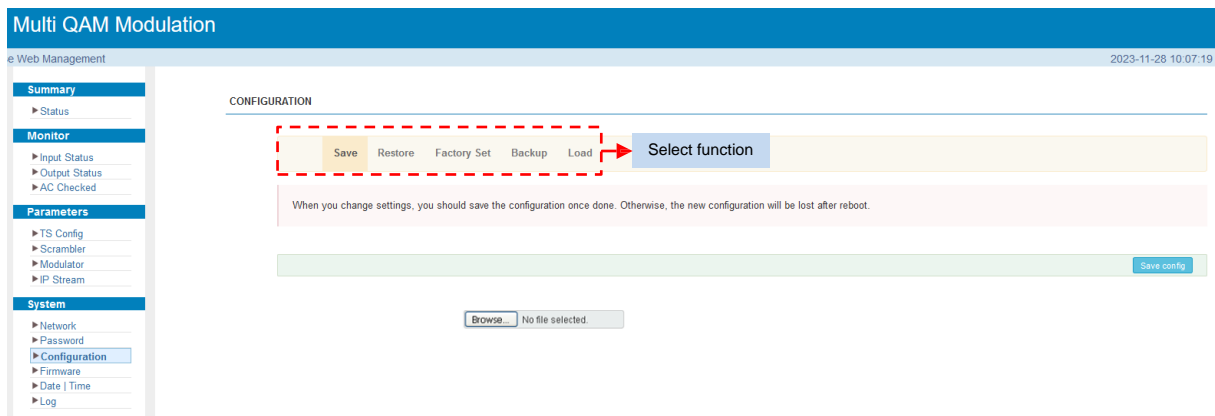 Multi QAM Modulation
e Web Management
2023-11-28 10:07:19
Summary
Status
Monitor
Input Status
Output Status
AC Checked
Parameters
TS Config
Scrambler
Modulator
IP Stream
System
Network
Password
Configuration
Firmware
Date | Time
Log
CONFIGURATION
Save Restore Factory Set Backup Load
Select function
When you change settings, you should save the configuration once done. Otherwise, the new configuration will be lost after reboot.
Save config
Browse... No file selected.